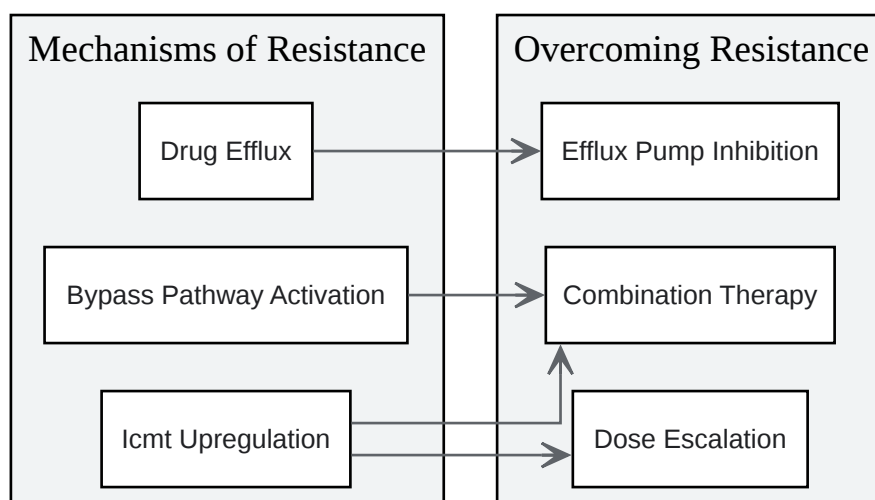 Mechanisms of Resistance
Drug Efflux
Bypass Pathway Activation
Icmt Upregulation
Overcoming Resistance
Efflux Pump Inhibition
Combination Therapy
Dose Escalation